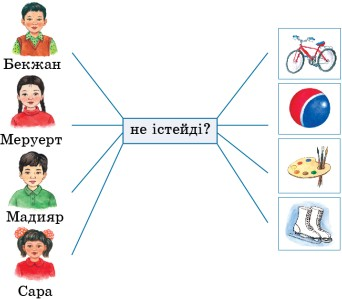 Бекжан
Меруерт
не істейді?
Мадияр
Сара